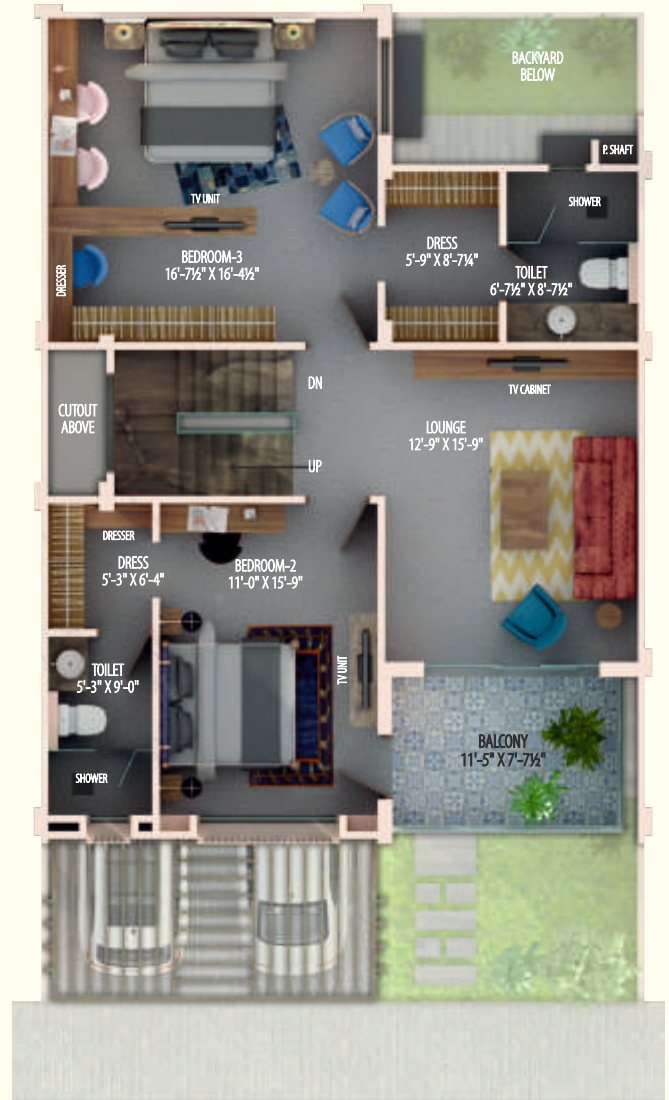 BACKYARD
BELOW
P. SHAFT
SHOWER
TV UNIT
BEDROOM-3
16'-7½" X 16'-4½"
DRESSER
DRESS
5'-9" X 8'-7¼"
TOILET
6'-7½" X 8'-7½"
CUTOUT
ABOVE
DN
UP
TV CABINET
LOUNGE
12'-9" X 15'-9"
DRESSER
DRESS
5'-3" X 6'-4"
BEDROOM-2
11'-0" X 15'-9"
TV UNIT
TOILET
5'-3" X 9'-0"
SHOWER
BALCONY
11'-5" X 7'-7½"